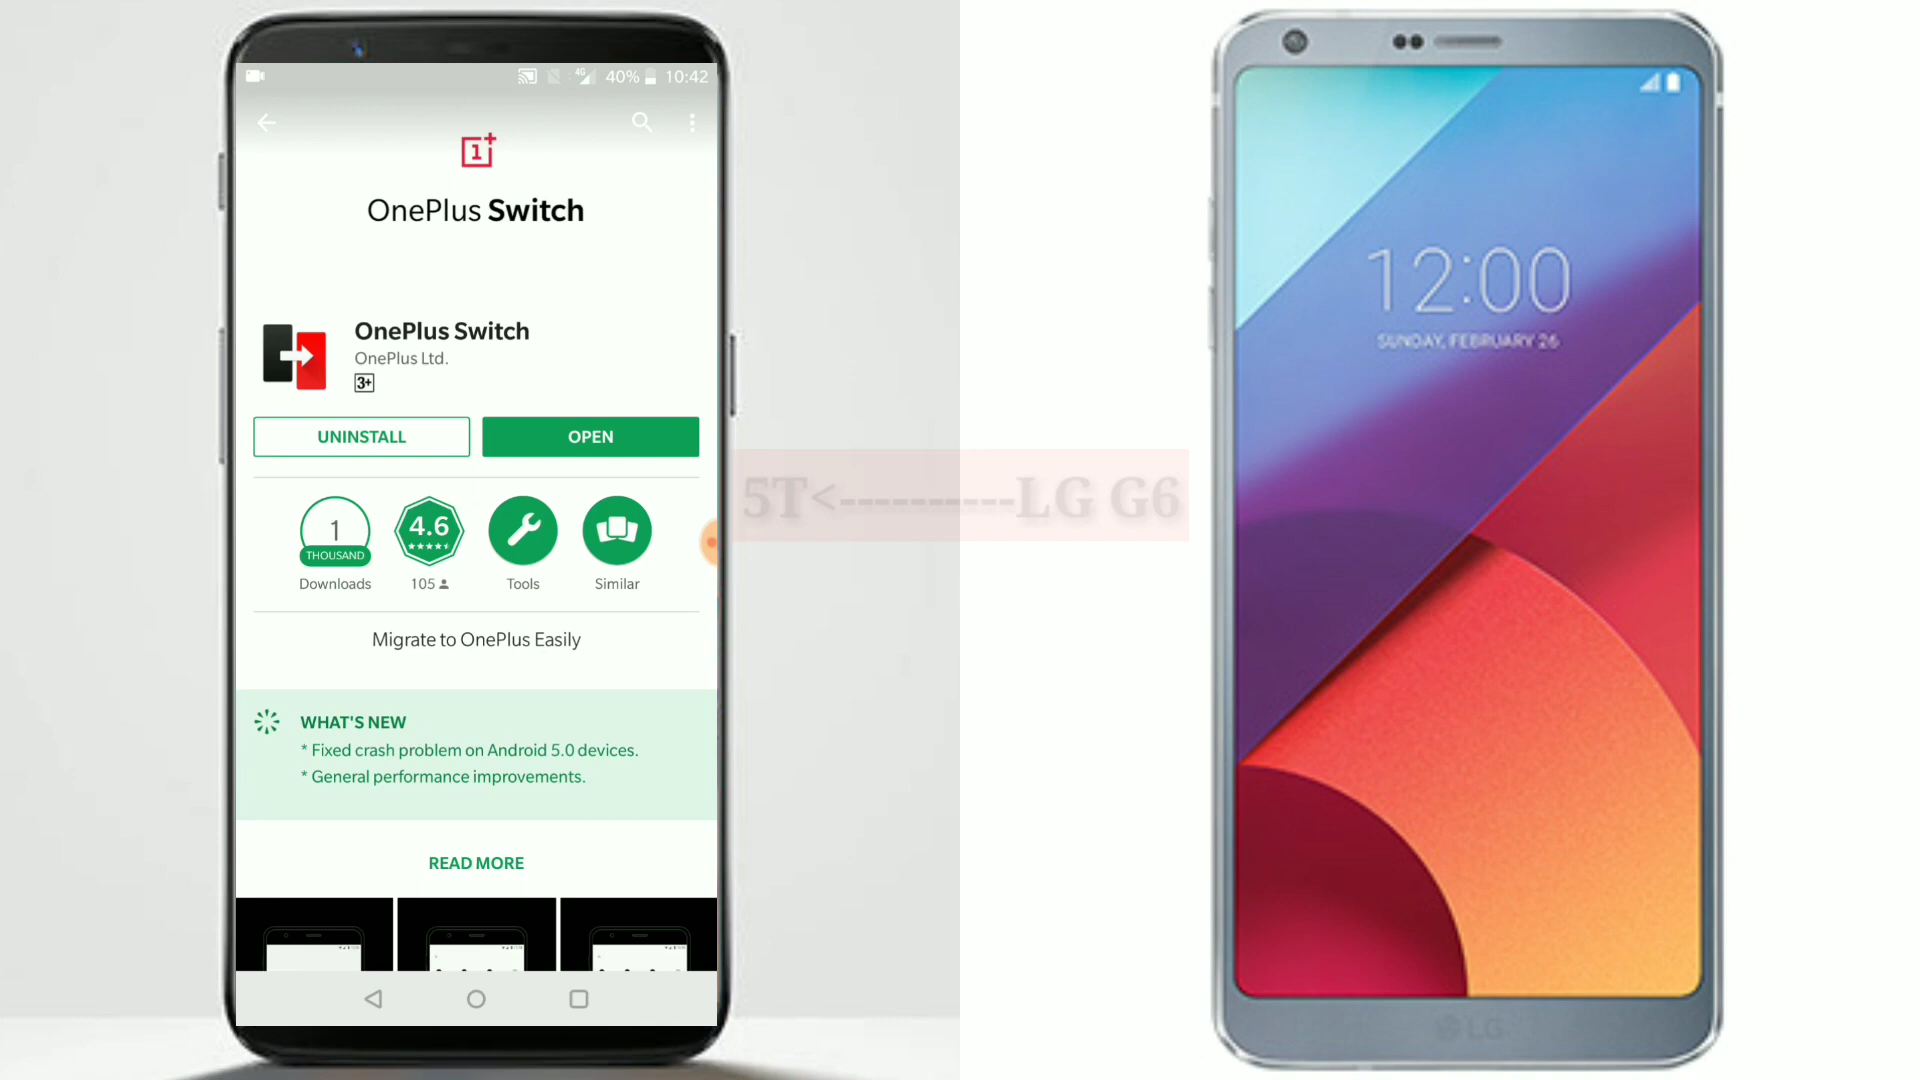 40% 10:42
1+
OnePlus Switch
OnePlus Switch
OnePlus Ltd.
3+
UNINSTALL
OPEN
1
THOUSAND
Downloads
4.6
105
Tools
Similar
Migrate to OnePlus Easily
WHAT'S NEW
* Fixed crash problem on Android 5.0 devices.
* General performance improvements.
READ MORE
5T<----------LG G6
12:00
SUNDAY, FEBRUARY 26
LG